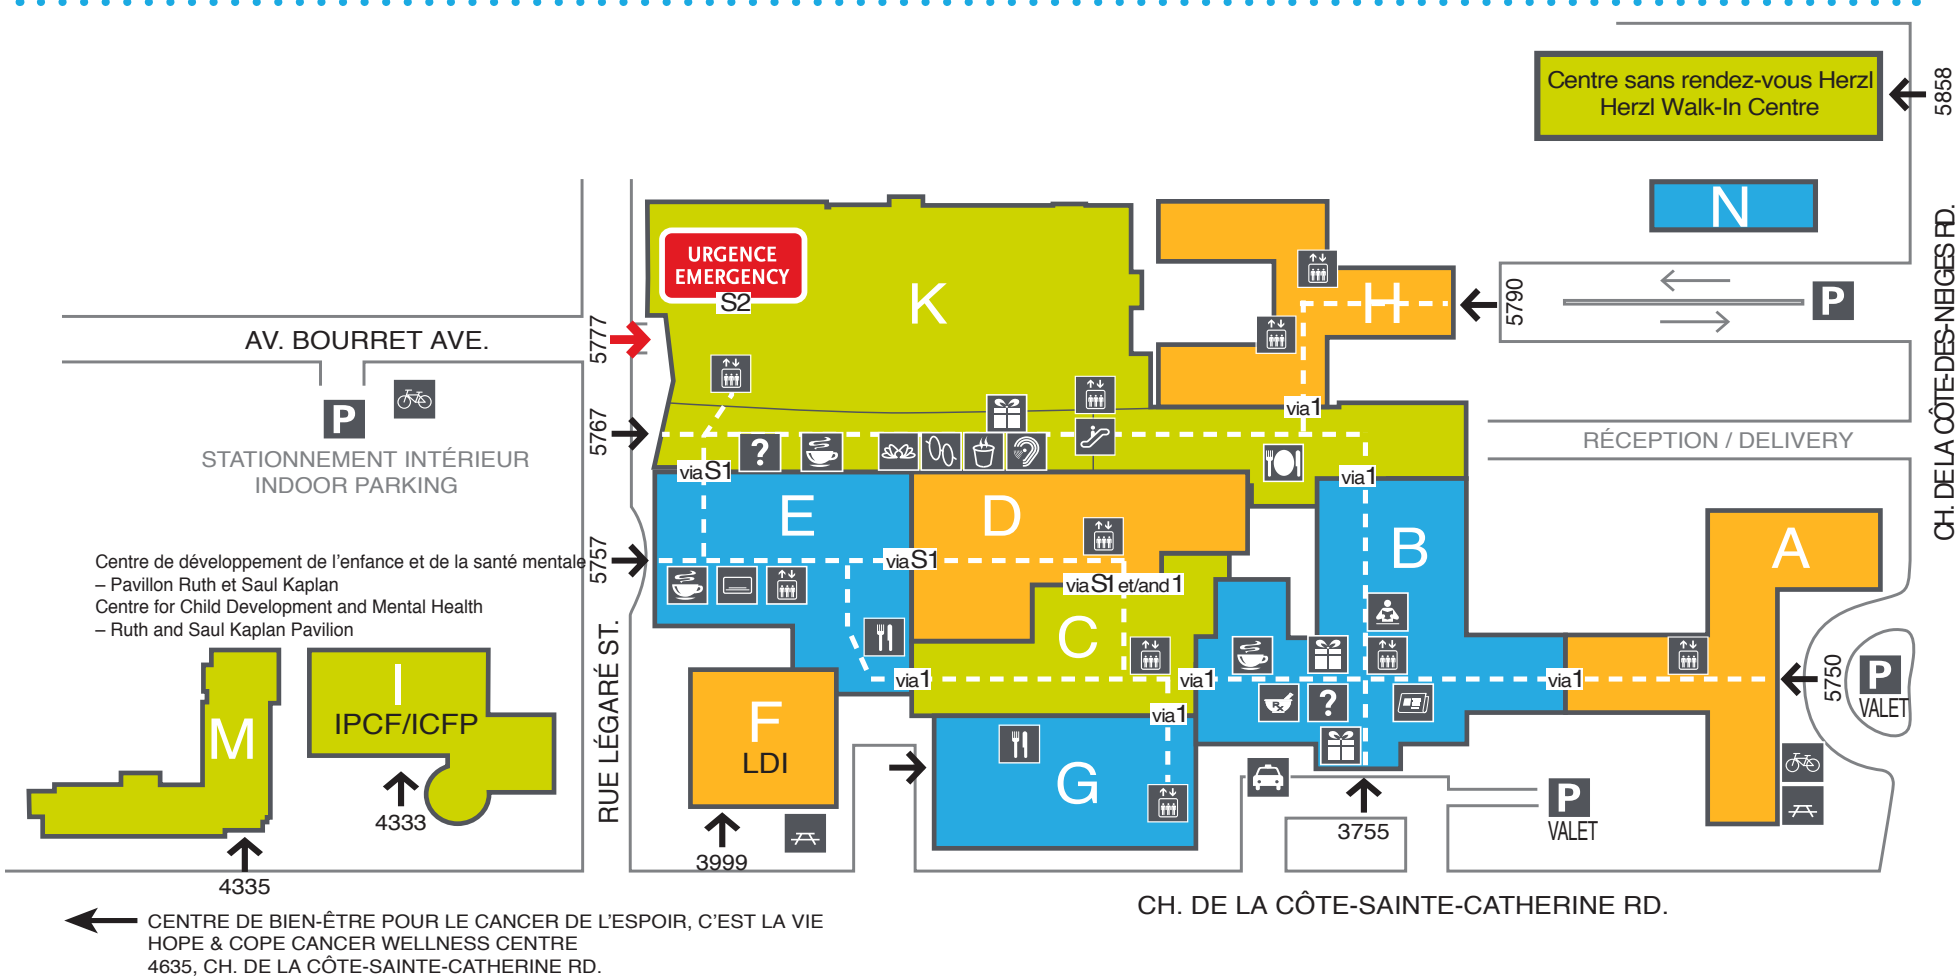 Centre sans rendez-vous Herzl
Herzl Walk-In Centre
5858
N
CH. DE LA CÔTE-DES-NEIGES RD.
URGENCE
EMERGENCY
S2
K
H
5790
P
AV. BOURRET AVE.
5777
P
STATIONNEMENT INTÉRIEUR
INDOOR PARKING
5767
via 1
RÉCEPTION / DELIVERY
?
via S1
via 1
E
D
B
A
Centre de développement de l'enfance et de la santé mentale
– Pavillon Ruth et Saul Kaplan
Centre for Child Development and Mental Health
– Ruth and Saul Kaplan Pavilion
5757
via S1
via S1 et/and 1
C
RUE LÉGARÉ ST.
via 1
via 1
via 1
5750
P
VALET
I
IPCF/ICFP
M
F
LDI
via 1
Rx
?
G
P
VALET
4333
3755
3999
4335
CH. DE LA CÔTE-SAINTE-CATHERINE RD.
CENTRE DE BIEN-ÊTRE POUR LE CANCER DE L'ESPOIR, C'EST LA VIE
HOPE & COPE CANCER WELLNESS CENTRE
4635, CH. DE LA CÔTE-SAINTE-CATHERINE RD.